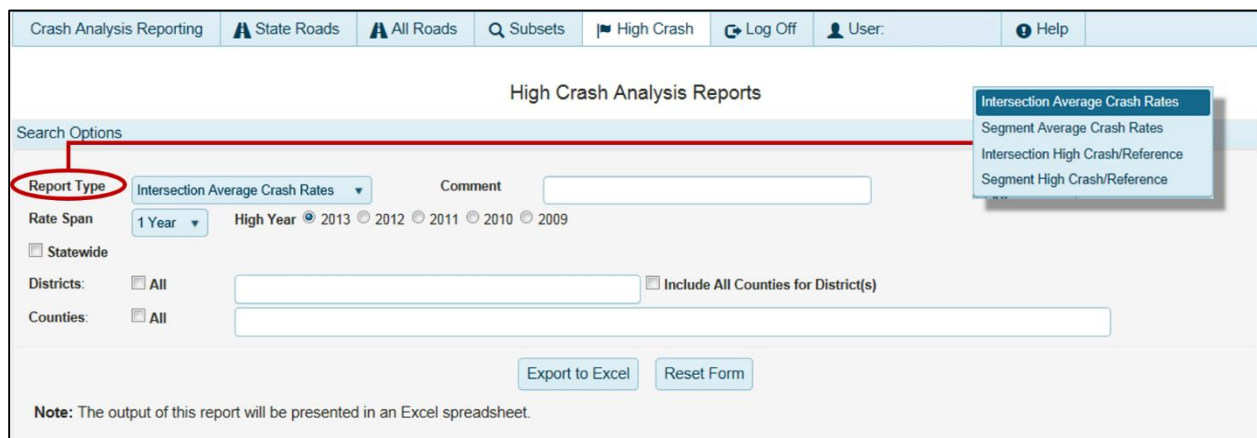 Crash Analysis Reporting State Roads All Roads Subsets High Crash Log Off User: Help
High Crash Analysis Reports
Intersection Average Crash Rates
Segment Average Crash Rates
Intersection High Crash/Reference
Segment High Crash/Reference
Search Options
Report Type Intersection Average Crash Rates Comment
Rate Span 1 Year High Year 2013 2012 2011 2010 2009
Statewide
Districts: All Include All Counties for District(s)
Counties: All
Export to Excel Reset Form
Note: The output of this report will be presented in an Excel spreadsheet.